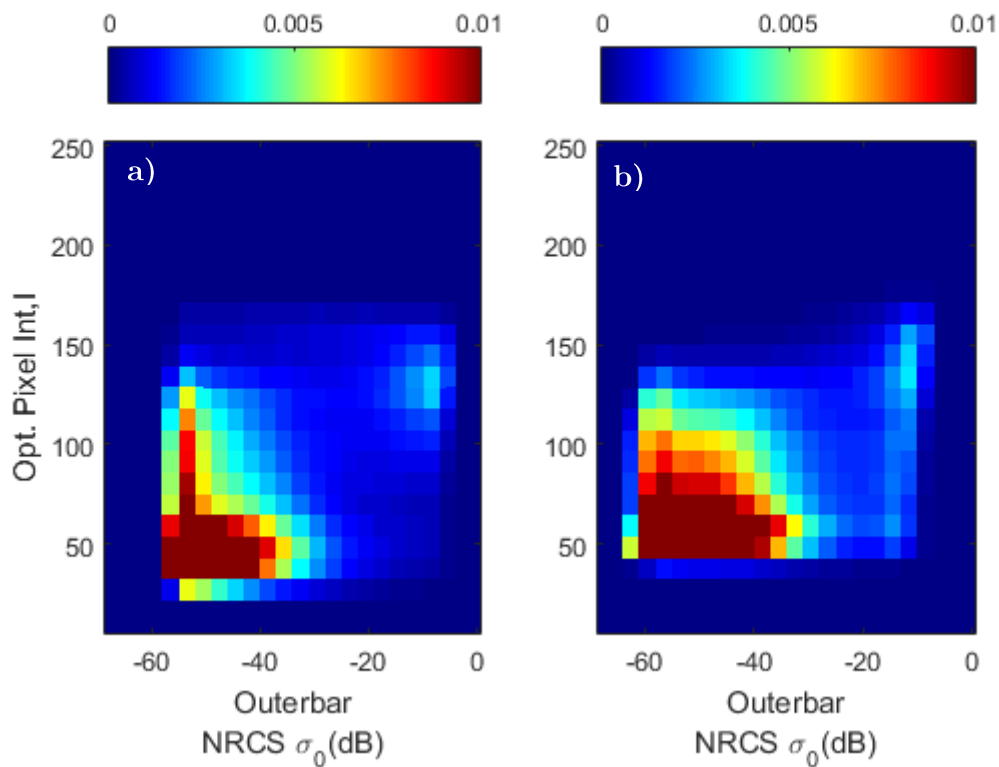 0 0.005 0.01 0 0.005 0.01
a) b)
250 250
200 200
150 150
100 100
50 50
Opt. Pixel Int,I
-60 -40 -20 0 -60 -40 -20 0
Outerbar Outerbar
NRCS σ0(dB) NRCS σ0(dB)